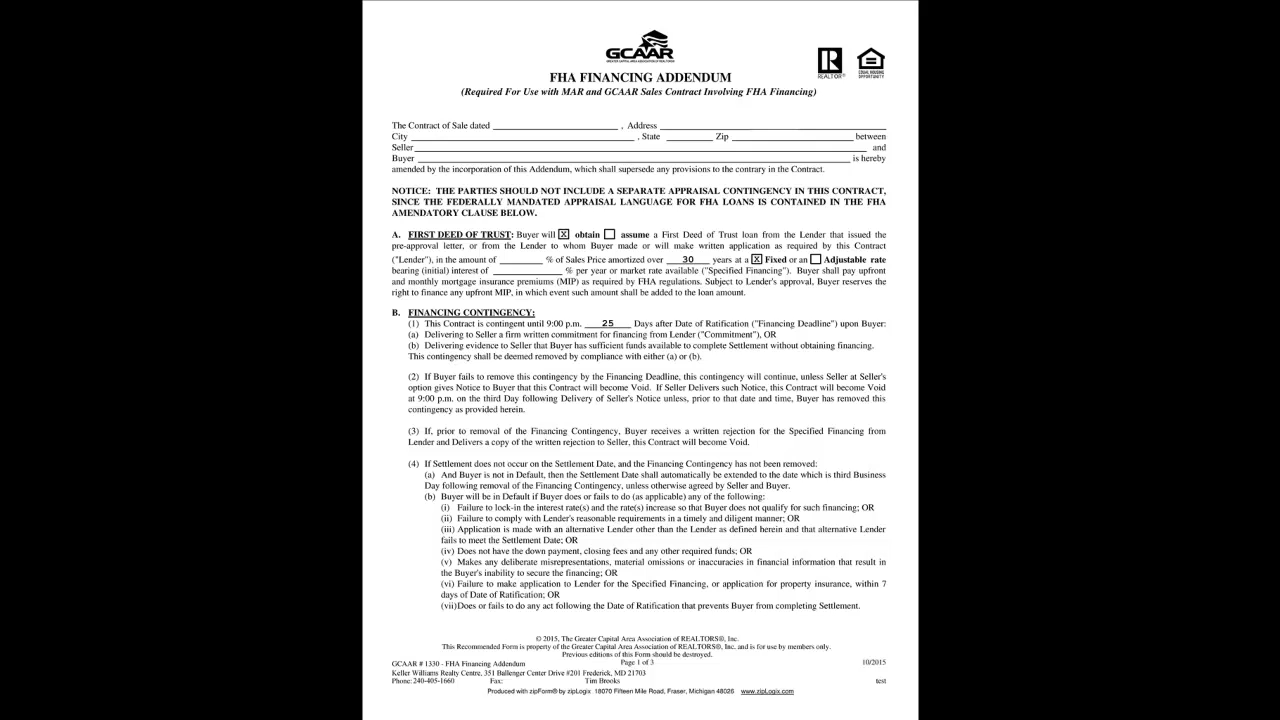 GCAAR
GREATER CAPITAL AREA ASSOCIATION OF REALTORS®
REALTOR®
EQUAL HOUSING
OPPORTUNITY
FHA FINANCING ADDENDUM
(Required For Use with MAR and GCAAR Sales Contract Involving FHA Financing)
The Contract of Sale dated ____________ , Address ____________
City ____________ , State ________ Zip ____________ between
Seller ____________ and
Buyer ____________ is hereby
amended by the incorporation of this Addendum, which shall supersede any provisions to the contrary in the Contract.
NOTICE: THE PARTIES SHOULD NOT INCLUDE A SEPARATE APPRAISAL CONTINGENCY IN THIS CONTRACT,
SINCE THE FEDERALLY MANDATED APPRAISAL LANGUAGE FOR FHA LOANS IS CONTAINED IN THE FHA
AMENDATORY CLAUSE BELOW.
A. FIRST DEED OF TRUST: Buyer will X obtain assume a First Deed of Trust loan from the Lender that issued the
pre-approval letter, or from the Lender to whom Buyer made or will make written application as required by this Contract
("Lender"), in the amount of ________ % of Sales Price amortized over 30 years at a X Fixed or an Adjustable rate
bearing (initial) interest of ____________ % per year or market rate available ("Specified Financing"). Buyer shall pay upfront
and monthly mortgage insurance premiums (MIP) as required by FHA regulations. Subject to Lender's approval, Buyer reserves the
right to finance any upfront MIP, in which event such amount shall be added to the loan amount.
B. FINANCING CONTINGENCY:
(1) This Contract is contingent until 9:00 p.m. 25 Days after Date of Ratification ("Financing Deadline") upon Buyer:
(a) Delivering to Seller a firm written commitment for financing from Lender ("Commitment"), OR
(b) Delivering evidence to Seller that Buyer has sufficient funds available to complete Settlement without obtaining financing.
This contingency shall be deemed removed by compliance with either (a) or (b).
(2) If Buyer fails to remove this contingency by the Financing Deadline, this contingency will continue, unless Seller at Seller's
option gives Notice to Buyer that this Contract will become Void. If Seller Delivers such Notice, this Contract will become Void
at 9:00 p.m. on the third Day following Delivery of Seller's Notice unless, prior to that date and time, Buyer has removed this
contingency as provided herein.
(3) If, prior to removal of the Financing Contingency, Buyer receives a written rejection for the Specified Financing from
Lender and Delivers a copy of the written rejection to Seller, this Contract will become Void.
(4) If Settlement does not occur on the Settlement Date, and the Financing Contingency has not been removed:
(a) And Buyer is not in Default, then the Settlement Date shall automatically be extended to the date which is third Business
Day following removal of the Financing Contingency, unless otherwise agreed by Seller and Buyer.
(b) Buyer will be in Default if Buyer does or fails to do (as applicable) any of the following:
(i) Failure to lock-in the interest rate(s) and the rate(s) increase so that Buyer does not qualify for such financing; OR
(ii) Failure to comply with Lender's reasonable requirements in a timely and diligent manner; OR
(iii) Application is made with an alternative Lender other than the Lender as defined herein and that alternative Lender
fails to meet the Settlement Date; OR
(iv) Does not have the down payment, closing fees and any other required funds; OR
(v) Makes any deliberate misrepresentations, material omissions or inaccuracies in financial information that result in
the Buyer's inability to secure the financing; OR
(vi) Failure to make application to Lender for the Specified Financing, or application for property insurance, within 7
days of Date of Ratification; OR
(vii)Does or fails to do any act following the Date of Ratification that prevents Buyer from completing Settlement.
© 2015, The Greater Capital Area Association of REALTORS®, Inc.
This Recommended Form is property of the Greater Capital Area Association of REALTORS®, Inc. and is for use by members only.
Previous editions of this Form should be destroyed.
GCAAR # 1330 - FHA Financing Addendum Page 1 of 3 10/2015
Keller Williams Realty Centre, 351 Ballenger Center Drive #201 Frederick, MD 21703
Phone: 240-405-1660 Fax: Tim Brooks test
Produced with zipForm® by zipLogix 18070 Fifteen Mile Road, Fraser, Michigan 48026 www.zipLogix.com